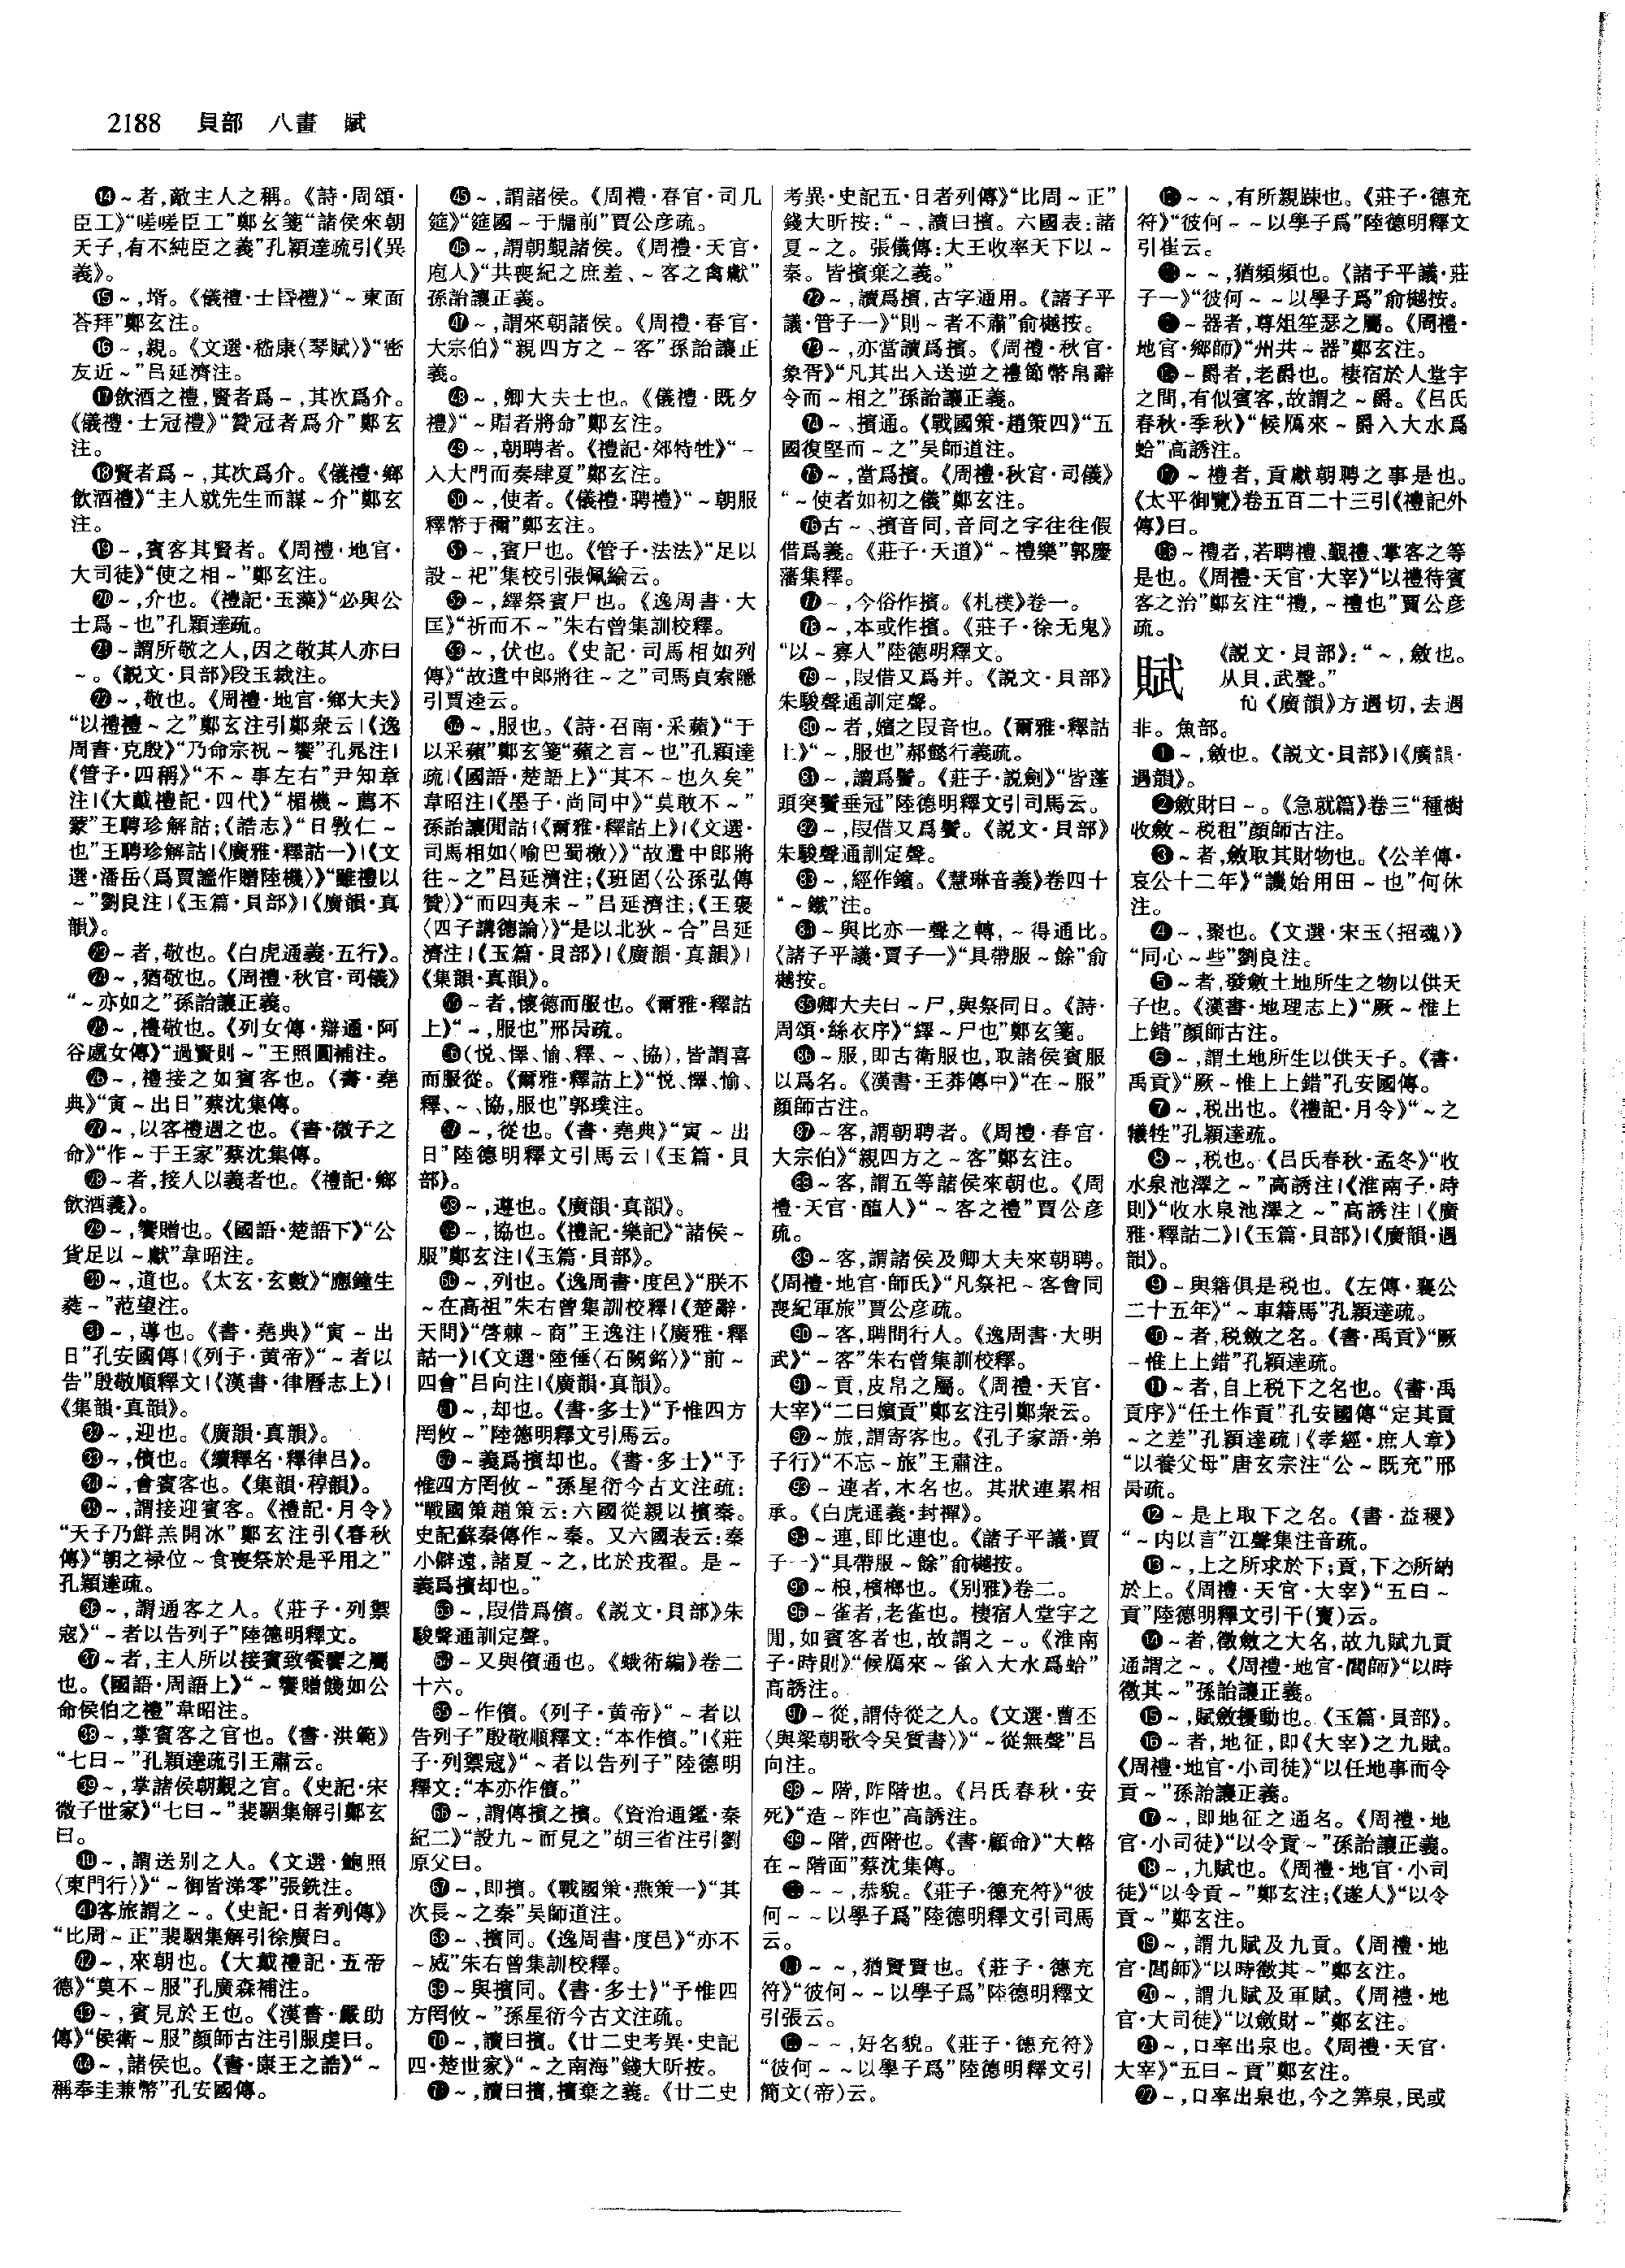 2188 貝部 八畫 賦
⓮~者,敵主人之稱。《詩·周頌·
臣工》“嗟嗟臣工”鄭玄箋“諸侯來朝
天子,有不純臣之義”孔穎達疏引《異
義》。
⓯~,壻。《儀禮·士昏禮》“~東面
荅拜”鄭玄注。
⓰~,親。《文選·嵇康〈琴賦〉》“密
友近~”吕延濟注。
⓱飲酒之禮,賢者爲~,其次爲介。
《儀禮·士冠禮》“贊冠者爲介”鄭玄
注。
⓲賢者爲~,其次爲介。《儀禮·鄉
飲酒禮》“主人就先生而謀~介”鄭玄
注。
⓳~,賓客其賢者。《周禮·地官·
大司徒》“使之相~”鄭玄注。
⓴~,介也。《禮記·玉藻》“必與公
士爲~也”孔穎達疏。
㉑~謂所敬之人,因之敬其人亦曰
~。《説文·貝部》段玉裁注。
㉒~,敬也。《周禮·地官·鄉大夫》
“以禮禮~之”鄭玄注引鄭衆云|《逸
周書·克殷》“乃命宗祝~饗”孔晁注|
《管子·四稱》“不~事左右”尹知章
注|《大戴禮記·四代》“楣機~薦不
蒙”王聘珍解詁;《誥志》“日敦仁~
也”王聘珍解詁|《廣雅·釋詁一》|《文
選·潘岳〈爲賈謐作贈陸機〉》“雖禮以
~”劉良注|《玉篇·貝部》|《廣韻·真
韻》。
㉓~者,敬也。《白虎通義·五行》。
㉔~,猶敬也。《周禮·秋官·司儀》
“~亦如之”孫詒讓正義。
㉕~,禮敬也。《列女傳·辯通·阿
谷處女傳》“過賢則~”王照圓補注。
㉖~,禮接之如賓客也。《書·堯
典》“寅~出日”蔡沈集傳。
㉗~,以客禮遇之也。《書·微子之
命》“作~于王家”蔡沈集傳。
㉘~者,接人以義者也。《禮記·鄉
飲酒義》。
㉙~,饗贈也。《國語·楚語下》“公
貨足以~獻”韋昭注。
㉚~,道也。《太玄·玄數》“應鐘生
蕤~”范望注。
㉛~,導也。《書·堯典》“寅~出
日”孔安國傳|《列子·黄帝》“~者以
告”殷敬順釋文|《漢書·律曆志上》|
《集韻·真韻》。
㉜~,迎也。《廣韻·真韻》。
㉝~,儐也。《續釋名·釋律吕》。
㉞~,會賓客也。《集韻·稕韻》。
㉟~,謂接迎賓客。《禮記·月令》
“天子乃鮮羔開冰”鄭玄注引《春秋
傳》“朝之禄位~食喪祭於是乎用之”
孔穎達疏。
㊱~,謂通客之人。《莊子·列禦
寇》“~者以告列子”陸德明釋文。
㊲~者,主人所以接賓致餐饗之屬
也。《國語·周語上》“~饗贈餞如公
命侯伯之禮”韋昭注。
㊳~,掌賓客之官也。《書·洪範》
“七曰~”孔穎達疏引王肅云。
㊴~,掌諸侯朝覲之官。《史記·宋
微子世家》“七曰~”裴駰集解引鄭玄
曰。
㊵~,謂送别之人。《文選·鮑照
〈東門行〉》“~御皆涕零”張銑注。
㊶客旅謂之~。《史記·日者列傳》
“比周~正”裴駰集解引徐廣曰。
㊷~,來朝也。《大戴禮記·五帝
德》“莫不~服”孔廣森補注。
㊸~,賓見於王也。《漢書·嚴助
傳》“侯衛~服”顏師古注引服虔曰。
㊹~,諸侯也。《書·康王之誥》“~
稱奉圭兼幣”孔安國傳。
㊺~,謂諸侯。《周禮·春官·司几
筵》“筵國~于牖前”賈公彦疏。
㊻~,謂朝覲諸侯。《周禮·天官·
庖人》“共喪紀之庶羞、~客之禽獻”
孫詒讓正義。
㊼~,謂來朝諸侯。《周禮·春官·
大宗伯》“親四方之~客”孫詒讓正
義。
㊽~,卿大夫士也。《儀禮·既夕
禮》“~賵者將命”鄭玄注。
㊾~,朝聘者。《禮記·郊特牲》“~
入大門而奏肆夏”鄭玄注。
㊿~,使者。《儀禮·聘禮》“~朝服
釋幣于禰”鄭玄注。
51~,賓尸也。《管子·法法》“足以
設~祀”集校引張佩綸云。
52~,繹祭賓尸也。《逸周書·大
匡》“祈而不~”朱右曾集訓校釋。
53~,伏也。《史記·司馬相如列
傳》“故遣中郎將往~之”司馬貞索隱
引賈逵云。
54~,服也。《詩·召南·采蘋》“于
以采蘋”鄭玄箋“蘋之言~也”孔穎達
疏|《國語·楚語上》“其不~也久矣”
韋昭注|《墨子·尚同中》“莫敢不~”
孫詒讓閒詁|《爾雅·釋詁上》|《文選·
司馬相如〈喻巴蜀檄〉》“故遣中郎將
往~之”吕延濟注;《班固〈公孫弘傳
贊〉》“而四夷未~”吕延濟注;《王褒
〈四子講德論〉》“是以北狄~合”吕延
濟注|《玉篇·貝部》|《廣韻·真韻》|
《集韻·真韻》。
55~者,懷德而服也。《爾雅·釋詁
上》“~,服也”邢昺疏。
56(悦、懌、愉、釋、~、協),皆謂喜
而服從。《爾雅·釋詁上》“悦、懌、愉、
釋、~、協,服也”郭璞注。
57~,從也。《書·堯典》“寅~出
日”陸德明釋文引馬云|《玉篇·貝
部》。
58~,遵也。《廣韻·真韻》。
59~,協也。《禮記·樂記》“諸侯~
服”鄭玄注|《玉篇·貝部》。
60~,列也。《逸周書·度邑》“朕不
~在高祖”朱右曾集訓校釋|《楚辭·
天問》“啓棘~商”王逸注|《廣雅·釋
詁一》|《文選·陸倕〈石闕銘〉》“前~
四會”吕向注|《廣韻·真韻》。
61~,却也。《書·多士》“予惟四方
罔攸~”陸德明釋文引馬云。
62~義爲擯却也。《書·多士》“予
惟四方罔攸~”孫星衍今古文注疏:
“戰國策趙策云:六國從親以擯秦。
史記蘇秦傳作~秦。又六國表云:秦
小僻遠,諸夏~之,比於戎翟。是~
義爲擯却也。”
63~,叚借爲儐。《説文·貝部》朱
駿聲通訓定聲。
64~又與儐通也。《蛾術編》卷二
十六。
65~作儐。《列子·黄帝》“~者以
告列子”殷敬順釋文:“本作儐。”|《莊
子·列禦寇》“~者以告列子”陸德明
釋文:“本亦作儐。”
66~,謂傳擯之擯。《資治通鑑·秦
紀二》“設九~而見之”胡三省注引劉
原父曰。
67~,即擯。《戰國策·燕策一》“其
次長~之秦”吴師道注。
68~、擯同。《逸周書·度邑》“亦不
~威”朱右曾集訓校釋。
69~與擯同。《書·多士》“予惟四
方罔攸~”孫星衍今古文注疏。
70~,讀曰擯。《廿二史考異·史記
四·楚世家》“~之南海”錢大昕按。
71~,讀曰擯,擯棄之義。《廿二史
考異·史記五·日者列傳》“比周~正”
錢大昕按:“~,讀曰擯。六國表:諸
夏~之。張儀傳:大王收率天下以~
秦。皆擯棄之義。”
72~,讀爲擯,古字通用。《諸子平
議·管子一》“則~者不肅”俞樾按。
73~,亦當讀爲擯。《周禮·秋官·
象胥》“凡其出入送逆之禮節幣帛辭
令而~相之”孫詒讓正義。
74~、擯通。《戰國策·趙策四》“五
國復堅而~之”吴師道注。
75~,當爲擯。《周禮·秋官·司儀》
“~使者如初之儀”鄭玄注。
76古~、擯音同,音同之字往往假
借爲義。《莊子·天道》“~禮樂”郭慶
藩集釋。
77~,今俗作擯。《札樸》卷一。
78~,本或作擯。《莊子·徐无鬼》
“以~寡人”陸德明釋文。
79~,叚借又爲并。《説文·貝部》
朱駿聲通訓定聲。
80~者,嬪之叚音也。《爾雅·釋詁
上》“~,服也”郝懿行義疏。
81~,讀爲鬢。《莊子·説劍》“皆蓬
頭突鬢垂冠”陸德明釋文引司馬云。
82~,叚借又爲鬢。《説文·貝部》
朱駿聲通訓定聲。
83~,經作鑌。《慧琳音義》卷四十
“~鐵”注。
84~與比亦一聲之轉,~得通比。
《諸子平議·賈子一》“具帶服~餘”俞
樾按。
85卿大夫曰~尸,與祭同日。《詩·
周頌·絲衣序》“繹~尸也”鄭玄箋。
86~服,即古衛服也,取諸侯賓服
以爲名。《漢書·王莽傳中》“在~服”
顏師古注。
87~客,謂朝聘者。《周禮·春官·
大宗伯》“親四方之~客”鄭玄注。
88~客,謂五等諸侯來朝也。《周
禮·天官·醢人》“~客之禮”賈公彦
疏。
89~客,謂諸侯及卿大夫來朝聘。
《周禮·地官·師氏》“凡祭祀~客會同
喪紀軍旅”賈公彦疏。
90~客,聘問行人。《逸周書·大明
武》“~客”朱右曾集訓校釋。
91~貢,皮帛之屬。《周禮·天官·
大宰》“二曰嬪貢”鄭玄注引鄭衆云。
92~旅,謂寄客也。《孔子家語·弟
子行》“不忘~旅”王肅注。
93~連者,木名也。其狀連累相
承。《白虎通義·封禪》。
94~連,即比連也。《諸子平議·賈
子一》“具帶服~餘”俞樾按。
95~桹,檳榔也。《别雅》卷二。
96~雀者,老雀也。棲宿人堂宇之
間,如賓客者也,故謂之~。《淮南
子·時則》“候鴈來~雀入大水爲蛤”
高誘注。
97~從,謂侍從之人。《文選·曹丕
〈與梁朝歌令吴質書〉》“~從無聲”吕
向注。
98~階,阼階也。《吕氏春秋·安
死》“造~阼也”高誘注。
99~階,西階也。《書·顧命》“大輅
在~階面”蔡沈集傳。
~~,恭貌。《莊子·德充符》“彼
何~~以學子爲”陸德明釋文引司馬
云。
~~,猶賢賢也。《莊子·德充
符》“彼何~~以學子爲”陸德明釋文
引張云。
~~,好名貌。《莊子·德充符》
“彼何~~以學子爲”陸德明釋文引
簡文(帝)云。
~~,有所親疎也。《莊子·德充
符》“彼何~~以學子爲”陸德明釋文
引崔云。
~~,猶頻頻也。《諸子平議·莊
子一》“彼何~~以學子爲”俞樾按。
~器者,尊俎笙瑟之屬。《周禮·
地官·鄉師》“州共~器”鄭玄注。
~爵者,老爵也。棲宿於人堂宇
之間,有似賓客,故謂之~爵。《吕氏
春秋·季秋》“候鴈來~爵入大水爲
蛤”高誘注。
~禮者,貢獻朝聘之事是也。
《太平御覽》卷五百二十三引《禮記外
傳》曰。
~禮者,若聘禮、覲禮、掌客之等
是也。《周禮·天官·大宰》“以禮待賓
客之治”鄭玄注“禮,~禮也”賈公彦
疏。
賦 《説文·貝部》:“~,斂也。
从貝,武聲。”
fù《廣韻》方遇切,去遇
非。魚部。
❶~,斂也。《説文·貝部》|《廣韻·
遇韻》。
❷斂財曰~。《急就篇》卷三“種樹
收斂~税租”顏師古注。
❸~者,斂取其財物也。《公羊傳·
哀公十二年》“譏始用田~也”何休
注。
❹~,聚也。《文選·宋玉〈招魂〉》
“同心~些”劉良注。
❺~者,發斂土地所生之物以供天
子也。《漢書·地理志上》“厥~惟上
上錯”顏師古注。
❻~,謂土地所生以供天子。《書·
禹貢》“厥~惟上上錯”孔安國傳。
❼~,税出也。《禮記·月令》“~之
犧牲”孔穎達疏。
❽~,税也。《吕氏春秋·孟冬》“收
水泉池澤之~”高誘注|《淮南子·時
則》“收水泉池澤之~”高誘注|《廣
雅·釋詁二》|《玉篇·貝部》|《廣韻·遇
韻》。
❾~與籍俱是税也。《左傳·襄公
二十五年》“~車籍馬”孔穎達疏。
❿~者,税斂之名。《書·禹貢》“厥
~惟上上錯”孔穎達疏。
⓫~者,自上税下之名也。《書·禹
貢序》“任土作貢”孔安國傳“定其貢
~之差”孔穎達疏|《孝經·庶人章》
“以養父母”唐玄宗注“公~既充”邢
昺疏。
⓬~是上取下之名。《書·益稷》
“~内以言”江聲集注音疏。
⓭~,上之所求於下;貢,下之所納
於上。《周禮·天官·大宰》“五曰~
貢”陸德明釋文引干(寶)云。
⓮~者,徵斂之大名,故九賦九貢
通謂之~。《周禮·地官·閭師》“以時
徵其~”孫詒讓正義。
⓯~,賦斂擾動也。《玉篇·貝部》。
⓰~者,地征,即《大宰》之九賦。
《周禮·地官·小司徒》“以任地事而令
貢~”孫詒讓正義。
⓱~,即地征之通名。《周禮·地
官·小司徒》“以令貢~”孫詒讓正義。
⓲~,九賦也。《周禮·地官·小司
徒》“以令貢~”鄭玄注;《遂人》“以令
貢~”鄭玄注。
⓳~,謂九賦及九貢。《周禮·地
官·閭師》“以時徵其~”鄭玄注。
⓴~,謂九賦及軍賦。《周禮·地
官·大司徒》“以斂財~”鄭玄注。
㉑~,口率出泉也。《周禮·天官·
大宰》“五曰~貢”鄭玄注。
㉒~,口率出泉也,今之筭泉,民或